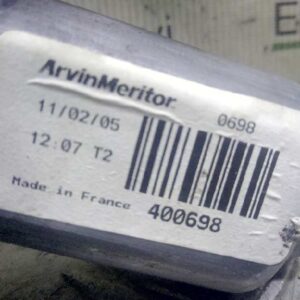 ArvinMeritor.
0698
11/02/05
12:07 T2
Made in France
400698